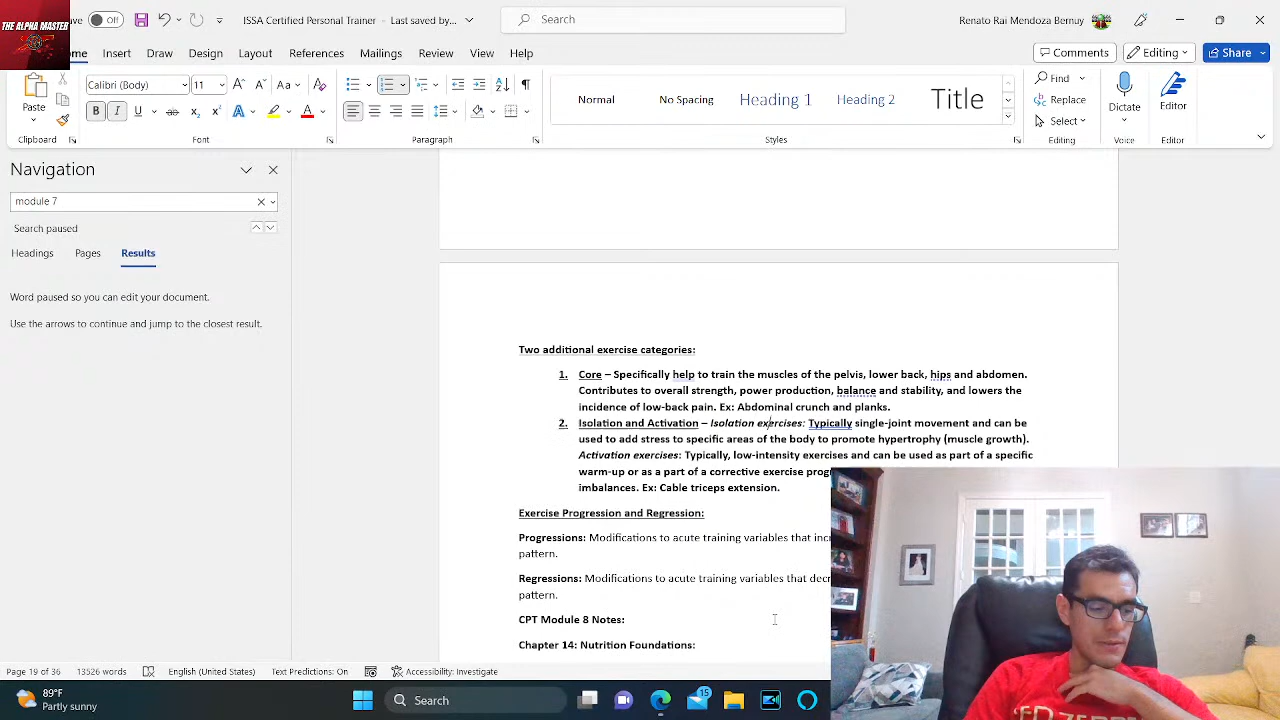 THE ALPHA MASTER
ve Off
ISSA Certified Personal Trainer
Last saved by...
Search
Renato Rai Mendoza Bernuy
ome Insert Draw Design Layout References Mailings Review View Help
Comments Editing Share
Paste
Calibri (Body) 11
Normal No Spacing Heading 1 Heading 2 Title
Find
Replace
Select
Dictate
Editor
Clipboard Font Paragraph Styles Editing Voice Editor
Navigation
module 7
Search paused
Headings Pages Results
Word paused so you can edit your document.
Use the arrows to continue and jump to the closest result.
Two additional exercise categories:
1. Core – Specifically help to train the muscles of the pelvis, lower back, hips and abdomen.
Contributes to overall strength, power production, balance and stability, and lowers the
incidence of low-back pain. Ex: Abdominal crunch and planks.
2. Isolation and Activation – Isolation exercises: Typically single-joint movement and can be
used to add stress to specific areas of the body to promote hypertrophy (muscle growth).
Activation exercises: Typically, low-intensity exercises and can be used as part of a specific
warm-up or as a part of a corrective exercise prog
imbalances. Ex: Cable triceps extension.
Exercise Progression and Regression:
Progressions: Modifications to acute training variables that incr
pattern.
Regressions: Modifications to acute training variables that decr
pattern.
CPT Module 8 Notes:
Chapter 14: Nutrition Foundations:
Page 19 of 36 13526 words English (United States) Text Predictions: On Accessibility: Investigate
89°F
Partly sunny
Search
15